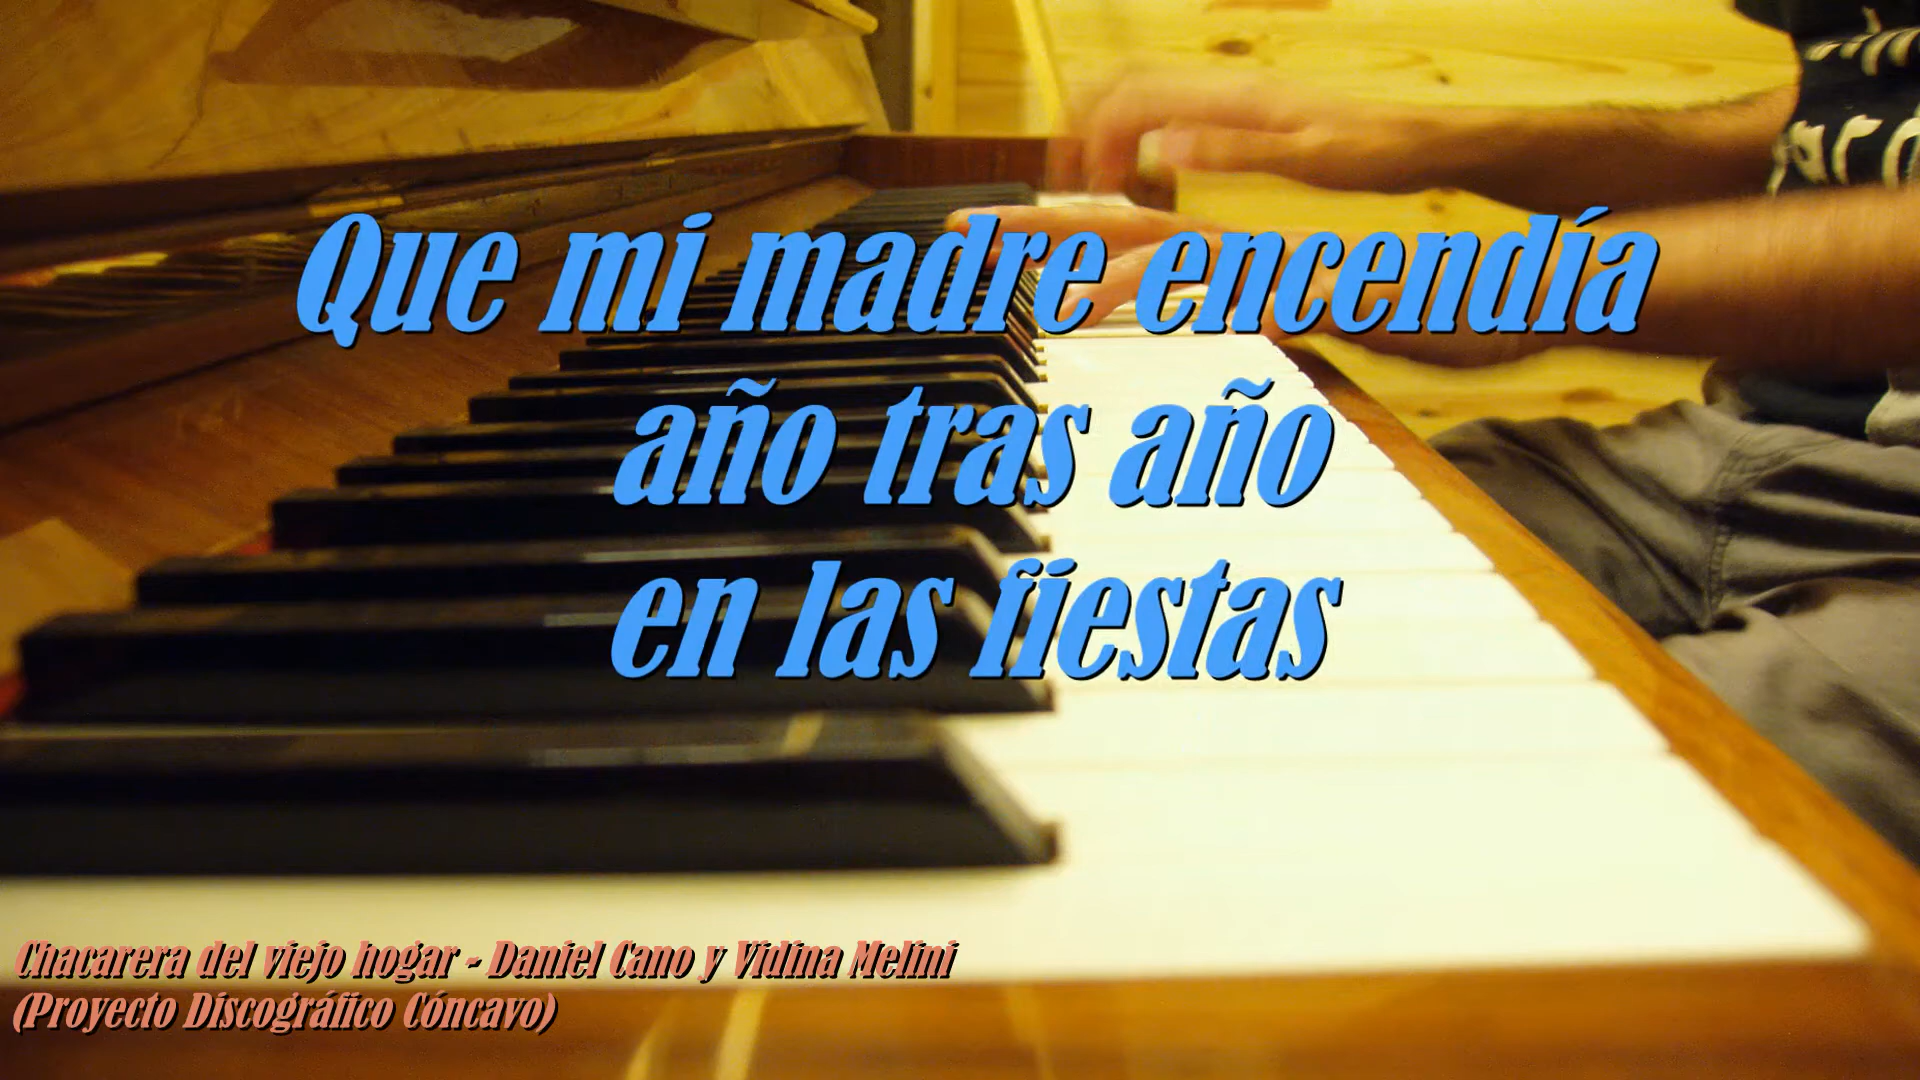 Que mi madre encendía
año tras año
en las fiestas
Chacarera del viejo hogar - Daniel Cano y Vidina Melini
(Proyecto Discográfico Cóncavo)